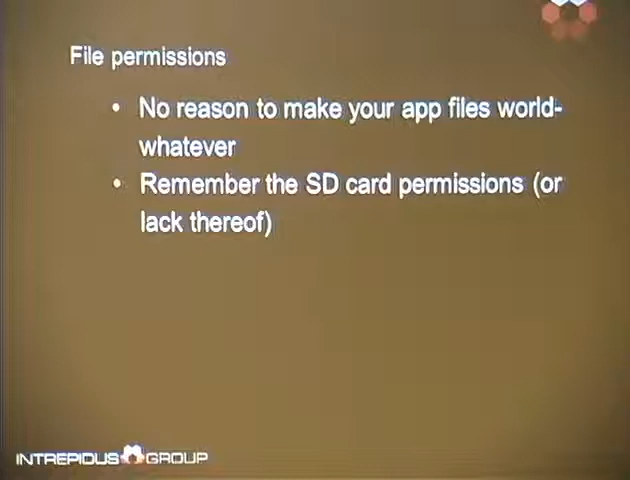 File permissions
• No reason to make your app files world-
whatever
• Remember the SD card permissions (or
lack thereof)
INTREPIDUS GROUP